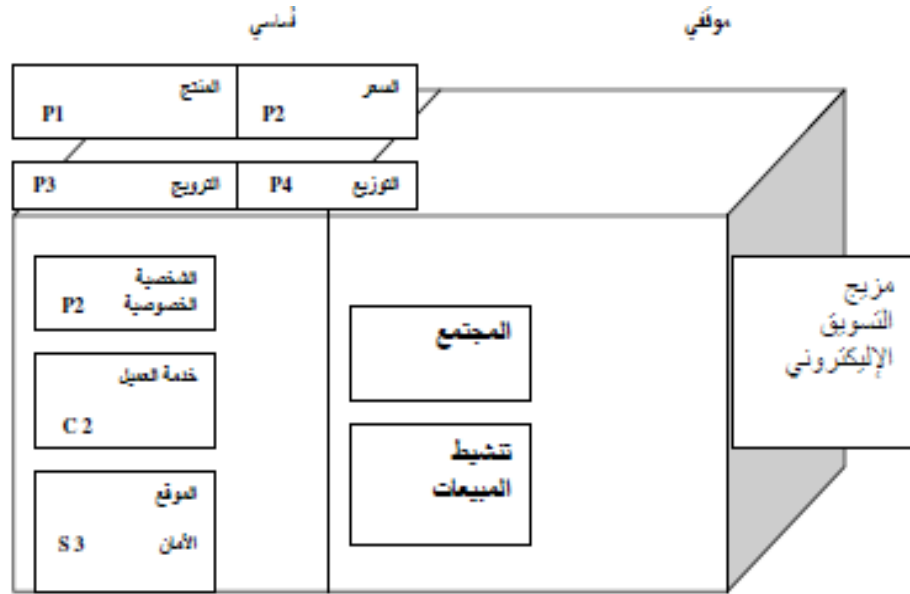 أساسي
موقفي
المنتج
P1
السعر
P2
P3 الترويج
P4 التوزيع
الشخصية
الخصوصية P2
خدمة العميل
C 2
الموقع
الأمان S 3
المجتمع
تنشيط
المبيعات
مزيج
التسويق
الإليكتروني